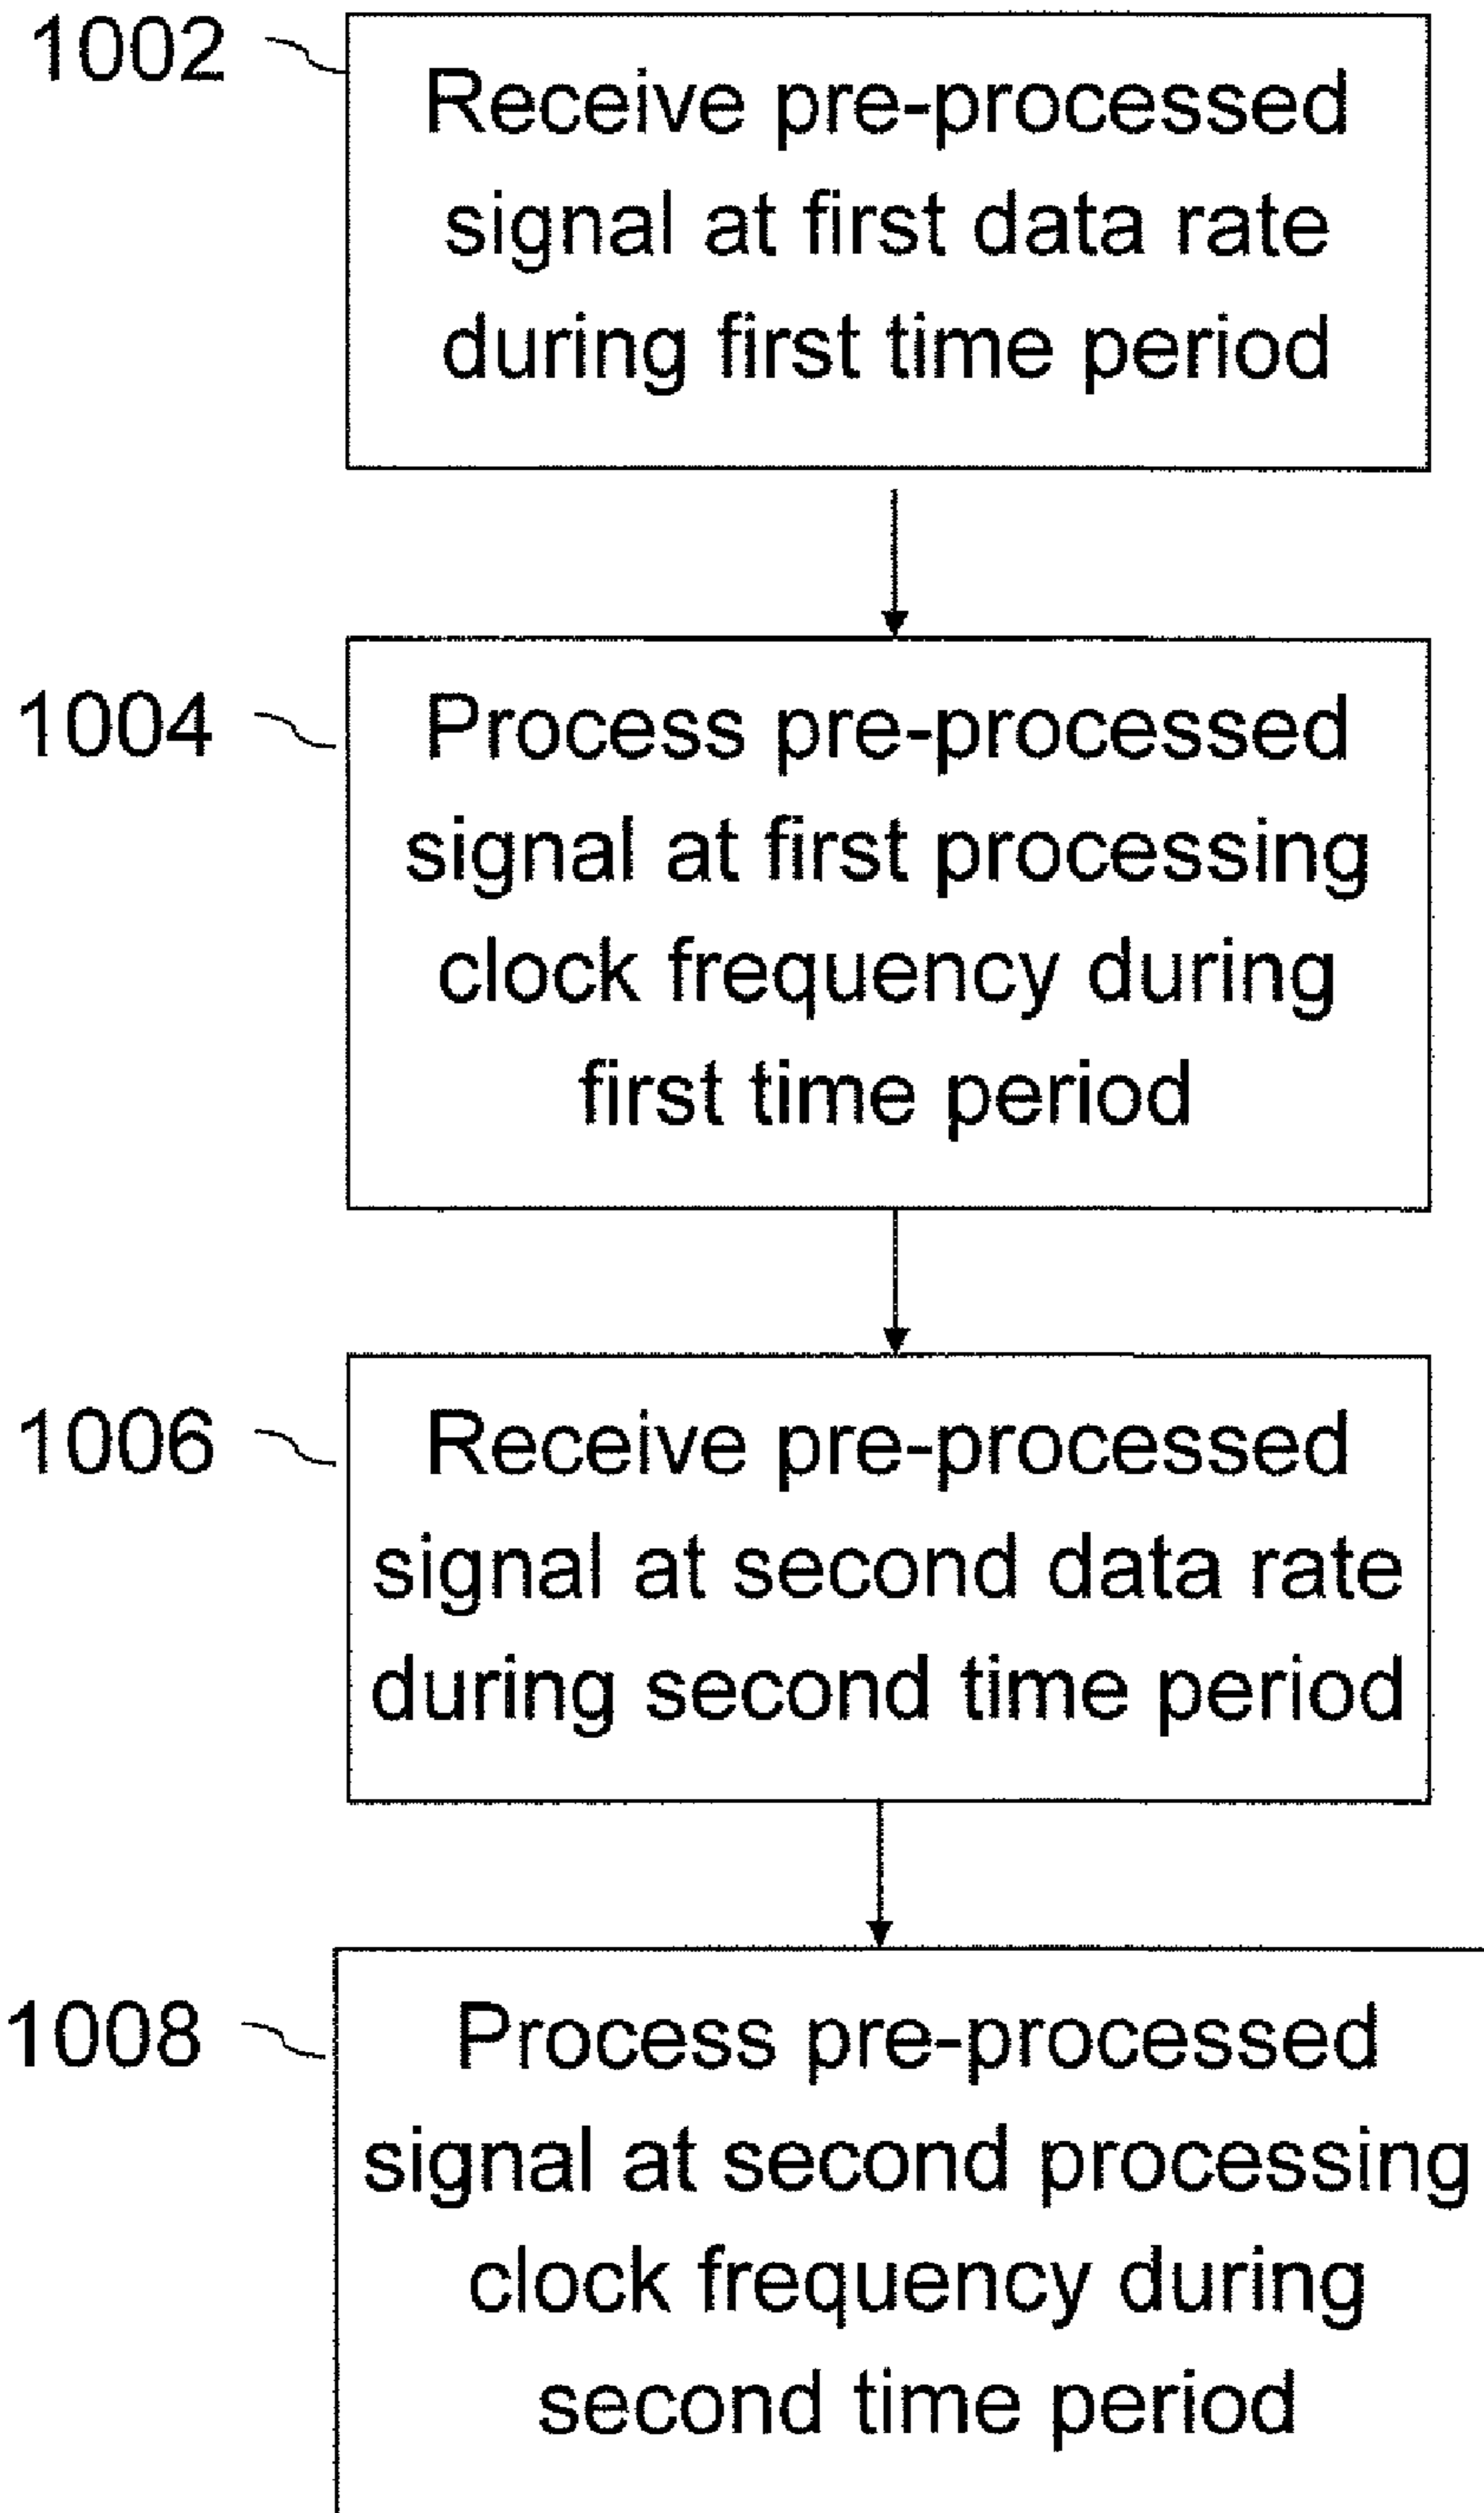 1002
Receive pre-processed
signal at first data rate
during first time period
1004
Process pre-processed
signal at first processing
clock frequency during
first time period
1006
Receive pre-processed
signal at second data rate
during second time period
1008
Process pre-processed
signal at second processing
clock frequency during
second time period